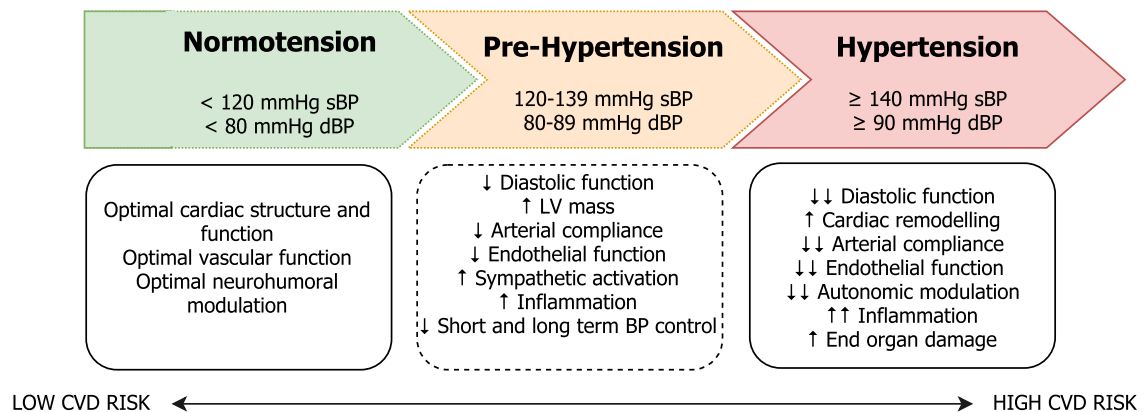 Normotension
< 120 mmHg sBP
< 80 mmHg dBP
Pre-Hypertension
120-139 mmHg sBP
80-89 mmHg dBP
Hypertension
≥ 140 mmHg sBP
≥ 90 mmHg dBP
Optimal cardiac structure and
function
Optimal vascular function
Optimal neurohumoral
modulation
↓ Diastolic function
↑ LV mass
↓ Arterial compliance
↓ Endothelial function
↑ Sympathetic activation
↑ Inflammation
↓ Short and long term BP control
↓↓ Diastolic function
↑ Cardiac remodelling
↓↓ Arterial compliance
↓↓ Endothelial function
↓↓ Autonomic modulation
↑↑ Inflammation
↑ End organ damage
LOW CVD RISK
HIGH CVD RISK